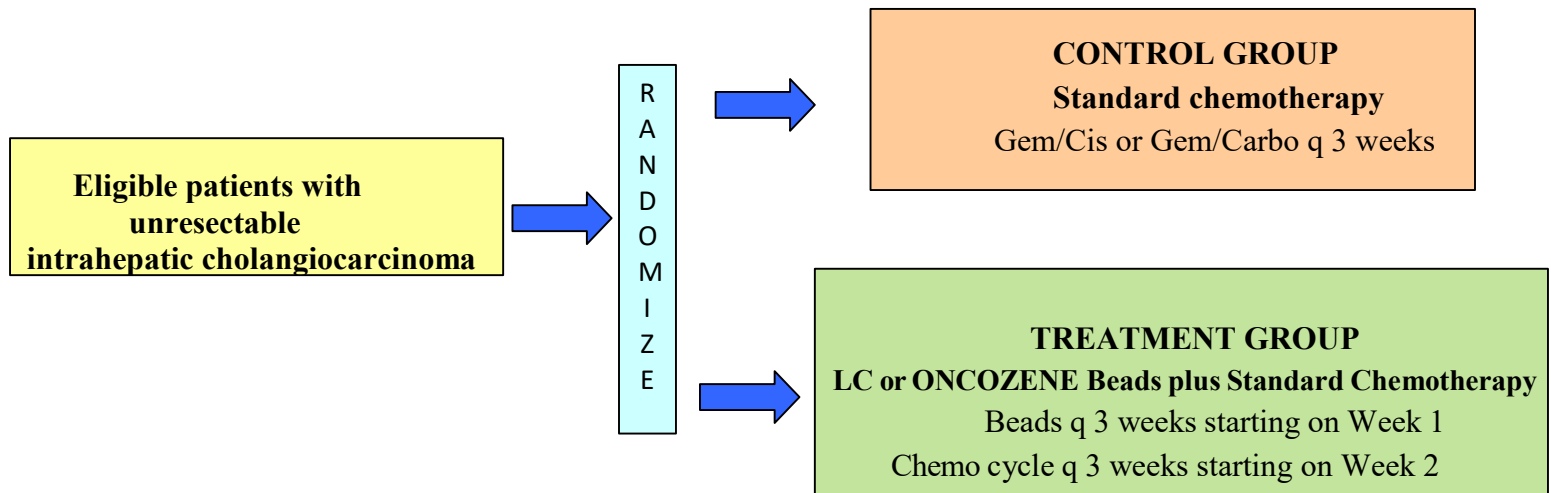 Eligible patients with
unresectable
intrahepatic cholangiocarcinoma
R
A
N
D
O
M
I
Z
E
CONTROL GROUP
Standard chemotherapy
Gem/Cis or Gem/Carbo q 3 weeks
TREATMENT GROUP
LC or ONCOZENE Beads plus Standard Chemotherapy
Beads q 3 weeks starting on Week 1
Chemo cycle q 3 weeks starting on Week 2